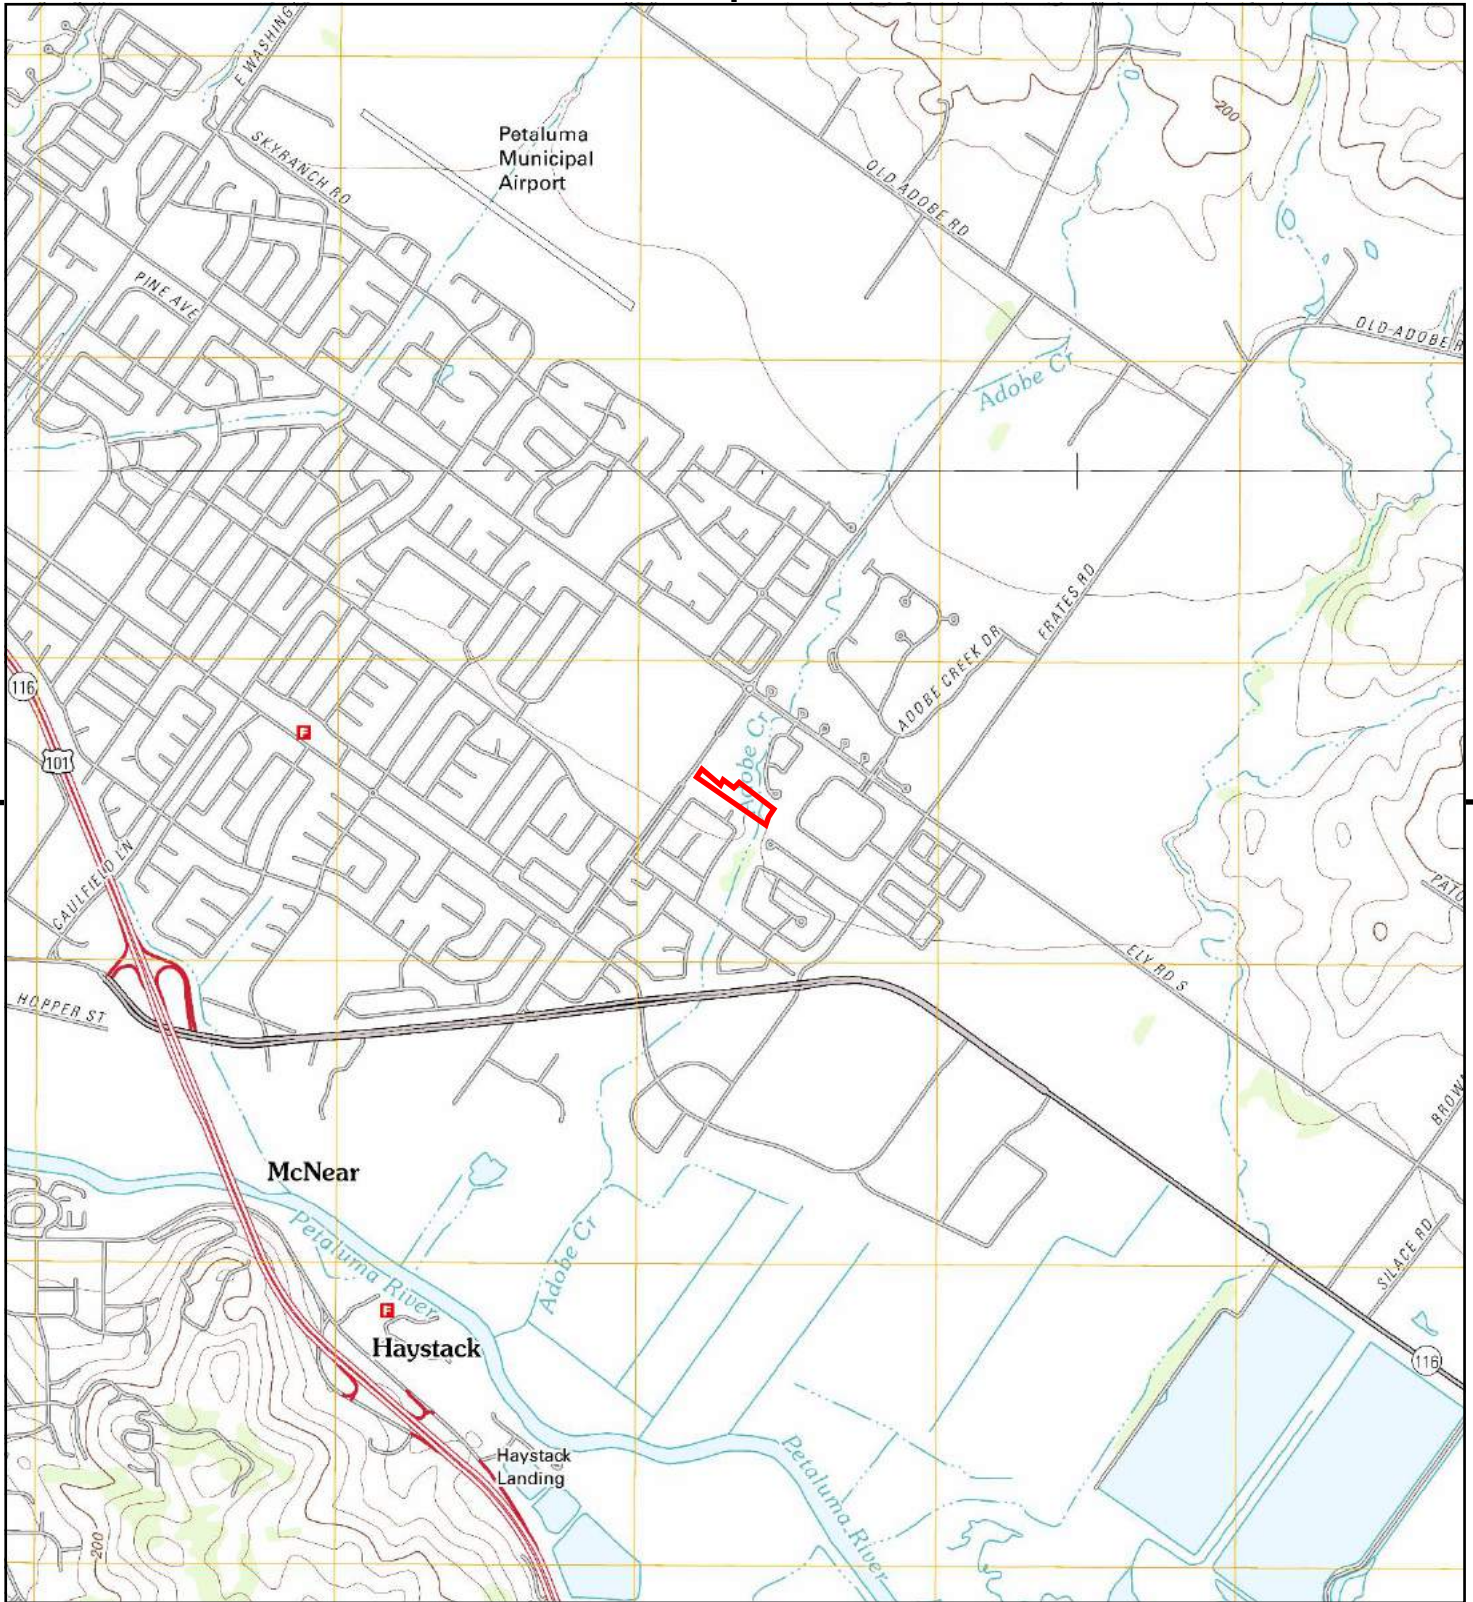 E WASHING
SKYRANCH RD
Petaluma
Municipal
Airport
200
OLD ADOBE RD
PINE AVE
OLD ADOBE R
Adobe Cr
FRATES RD
ADOBE CREEK DR
116
101
F
Adobe Cr
CAULFIELD LN
PATO
ELY RD S
HOPPER ST
BROW
McNear
Petaluma River
Adobe Cr
SILACE RD
F
Haystack
116
Haystack
Landing
Petaluma River
200